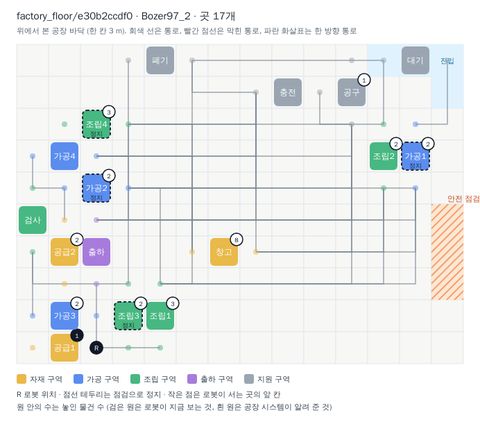 factory_floor/e30b2ccdf0 · Bozer97_2 · 곳 17개
위에서 본 공장 바닥 (한 칸 3 m). 회색 선은 통로, 빨간 점선은 막힌 통로, 파란 화살표는 한 방향 통로
폐기
대기
전립
충전
공구
1
조립4
정지
3
가공4
조립2
2
가공1
정지
2
가공2
정지
2
안전 점검
검사
공급2
2
출하
창고
8
가공3
2
조립3
정지
2
조립1
3
공급1
1
R
자재 구역
가공 구역
조립 구역
출하 구역
지원 구역
R 로봇 위치 · 점선 테두리는 점검으로 정지 · 작은 점은 로봇이 서는 곳의 앞 칸
원 안의 수는 놓인 물건 수 (검은 원은 로봇이 지금 보는 것, 흰 원은 공장 시스템이 알려 준 것)